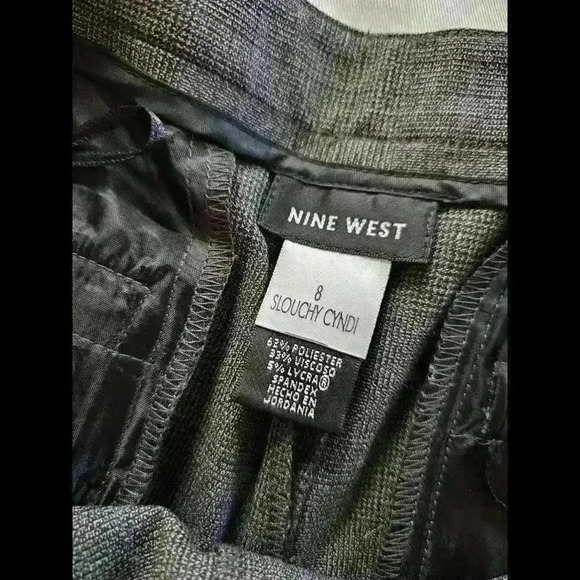 NINE WEST
8
SLOUCHY CYNDI
62% POLIESTER
33% VISCOSO
5% LYCRA®
SPANDEX
HECHO EN
JORDANIA